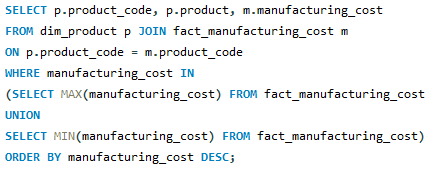 SELECT p.product_code, p.product, m.manufacturing_cost
FROM dim_product p JOIN fact_manufacturing_cost m
ON p.product_code = m.product_code
WHERE manufacturing_cost IN
(SELECT MAX(manufacturing_cost) FROM fact_manufacturing_cost
UNION
SELECT MIN(manufacturing_cost) FROM fact_manufacturing_cost)
ORDER BY manufacturing_cost DESC;